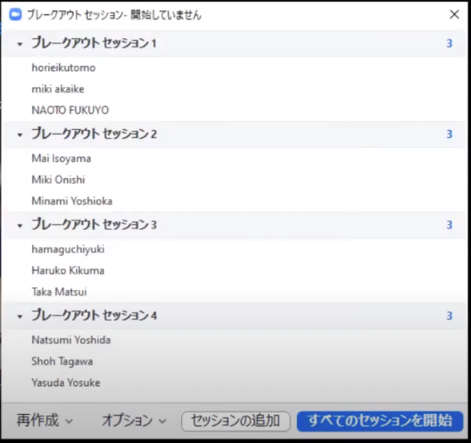 ブレークアウト セッション - 開始していません
ブレークアウト セッション 1 3
horieikutomo
miki akaike
NAOTO FUKUYO
ブレークアウト セッション 2 3
Mai Isoyama
Miki Onishi
Minami Yoshioka
ブレークアウト セッション 3 3
hamaguchiyuki
Haruko Kikuma
Taka Matsui
ブレークアウト セッション 4 3
Natsumi Yoshida
Shoh Tagawa
Yasuda Yosuke
再作成 オプション セッションの追加 すべてのセッションを開始